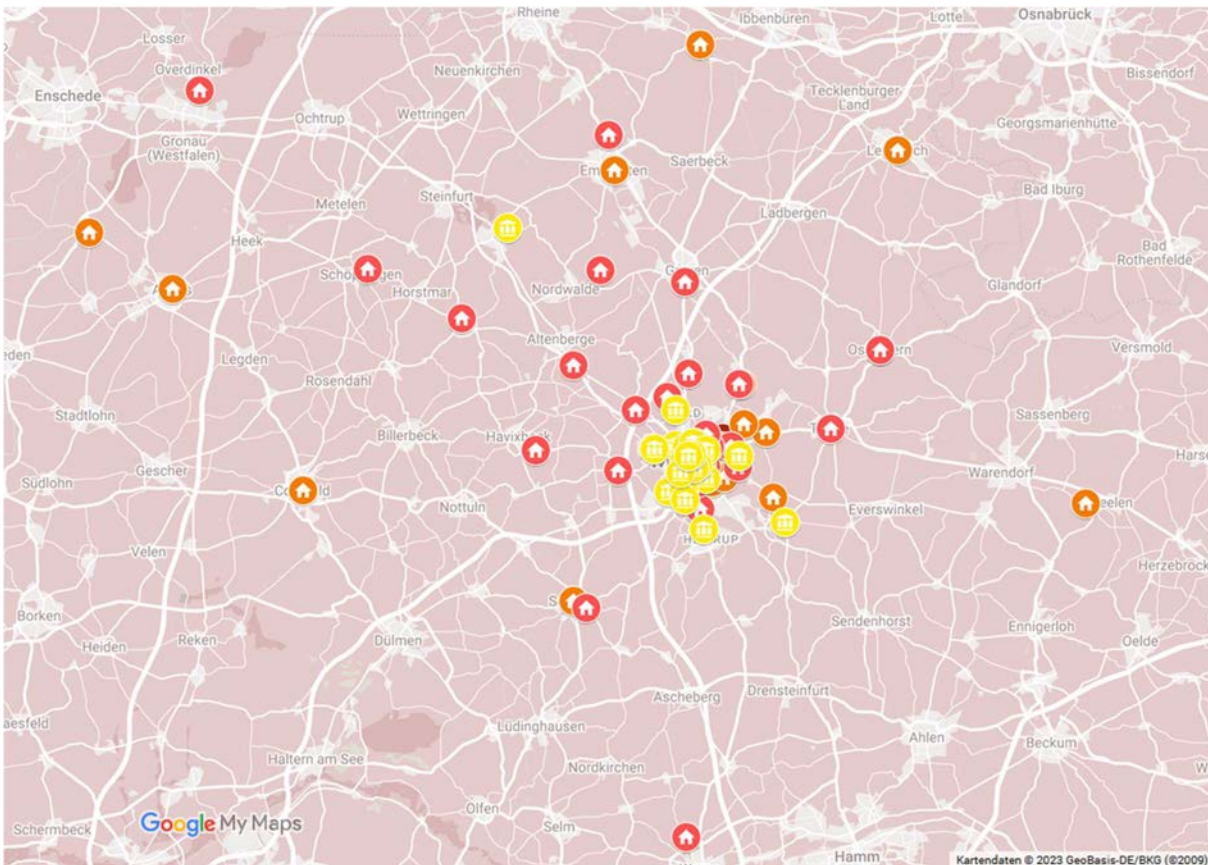 Rheine
Ibbenbüren
Lotte
Osnabrück
Losser
Overdinkel
Neuenkirchen
Bissendorf
Enschede
Wettringen
Tecklenburger
Land
Ochtrup
Georgsmarienhütte
Gronau
(Westfalen)
Saerbeck
Bad Iburg
Metelen
Steinfurt
Ladbergen
Heek
Bad
Rothenfelde
Horstmar
Nordwalde
Glandorf
Altenberge
Versmold
Legden
Rosendahl
Stadtlohn
Sassenberg
Billerbeck
Havixbeck
Gescher
Warendorf
Südlohn
Nottuln
Everswinkel
Velen
Herzebrock
Borken
Sendenhorst
Ennigerloh
Heiden
Reken
Dülmen
Oelde
Ascheberg
Drensteinfurt
Lüdinghausen
Ahlen
Beckum
Haltern am See
Nordkirchen
Olfen
Google My Maps
Schermbeck
Selm
Hamm
Kartendaten © 2023 GeoBasis-DE/BKG (©2009)